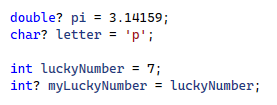 double? pi = 3.14159;
char? letter = 'p';
int luckyNumber = 7;
int? myLuckyNumber = luckyNumber;